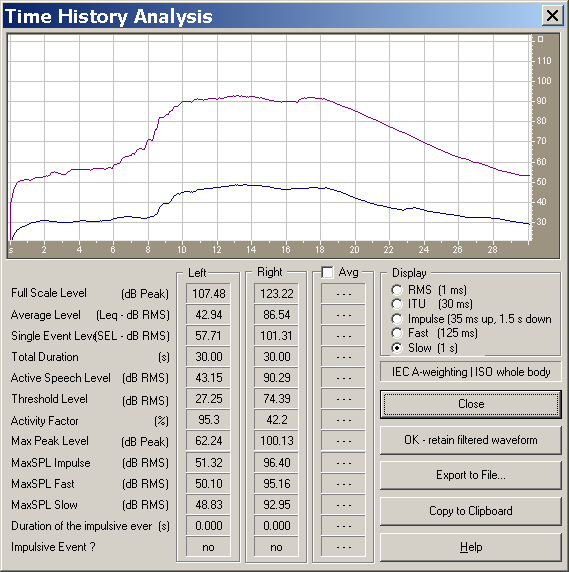 Time History Analysis
110
100
90
80
70
60
50
40
30
s 2 4 6 8 10 12 14 16 18 20 22 24 26 28
Left Right Avg Display
Full Scale Level (dB Peak) 107.48 123.22 ---
RMS (1 ms)
Average Level (Leq - dB RMS) 42.94 86.54 ---
ITU (30 ms)
Single Event Leve(SEL - dB RMS) 57.71 101.31 ---
Impulse (35 ms up, 1.5 s down
Total Duration (s) 30.00 30.00 ---
Fast (125 ms)
Slow (1 s)
Active Speech Level (dB RMS) 43.15 90.29 ---
IEC A-weighting | ISO whole body
Threshold Level (dB RMS) 27.25 74.39 ---
Close
Activity Factor (%) 95.3 42.2 ---
Max Peak Level (dB Peak) 62.24 100.13 ---
OK - retain filtered waveform
MaxSPL Impulse (dB RMS) 51.32 96.40 ---
Export to File...
MaxSPL Fast (dB RMS) 50.10 95.16 ---
MaxSPL Slow (dB RMS) 48.83 92.95 ---
Copy to Clipboard
Duration of the impulsive ever (s) 0.000 0.000 ---
Impulsive Event ? no no ---
Help